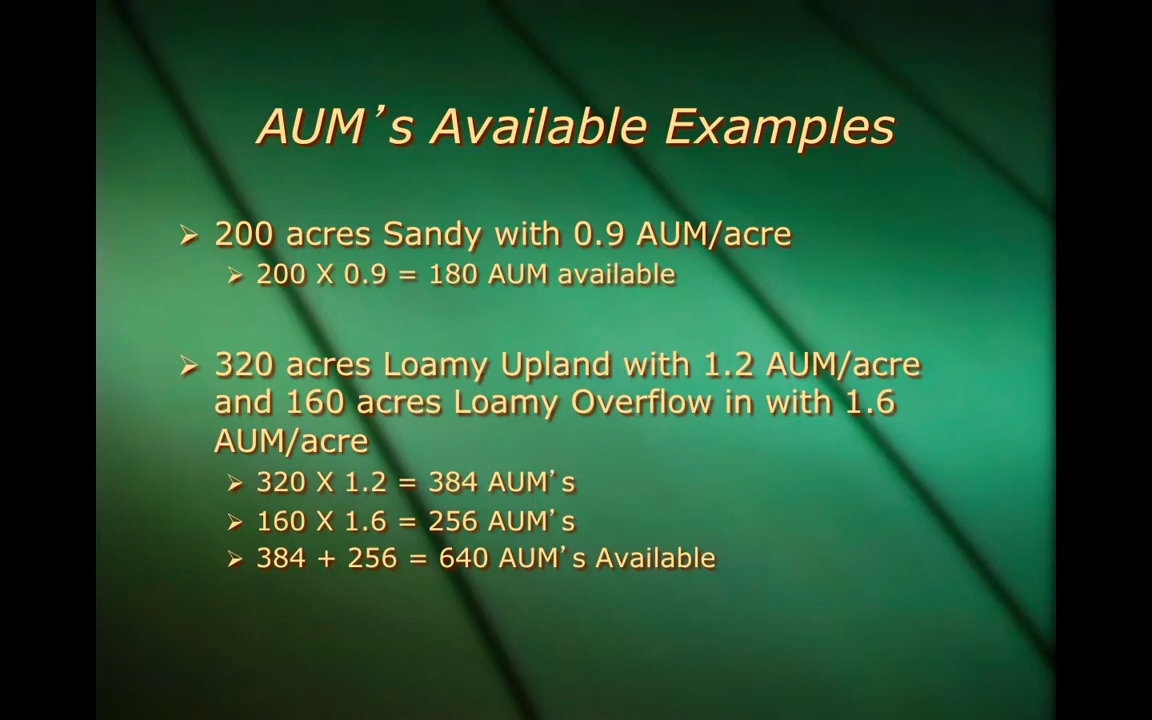 AUM's Available Examples
200 acres Sandy with 0.9 AUM/acre
200 X 0.9 = 180 AUM available
320 acres Loamy Upland with 1.2 AUM/acre
and 160 acres Loamy Overflow in with 1.6
AUM/acre
320 X 1.2 = 384 AUM's
160 X 1.6 = 256 AUM's
384 + 256 = 640 AUM's Available